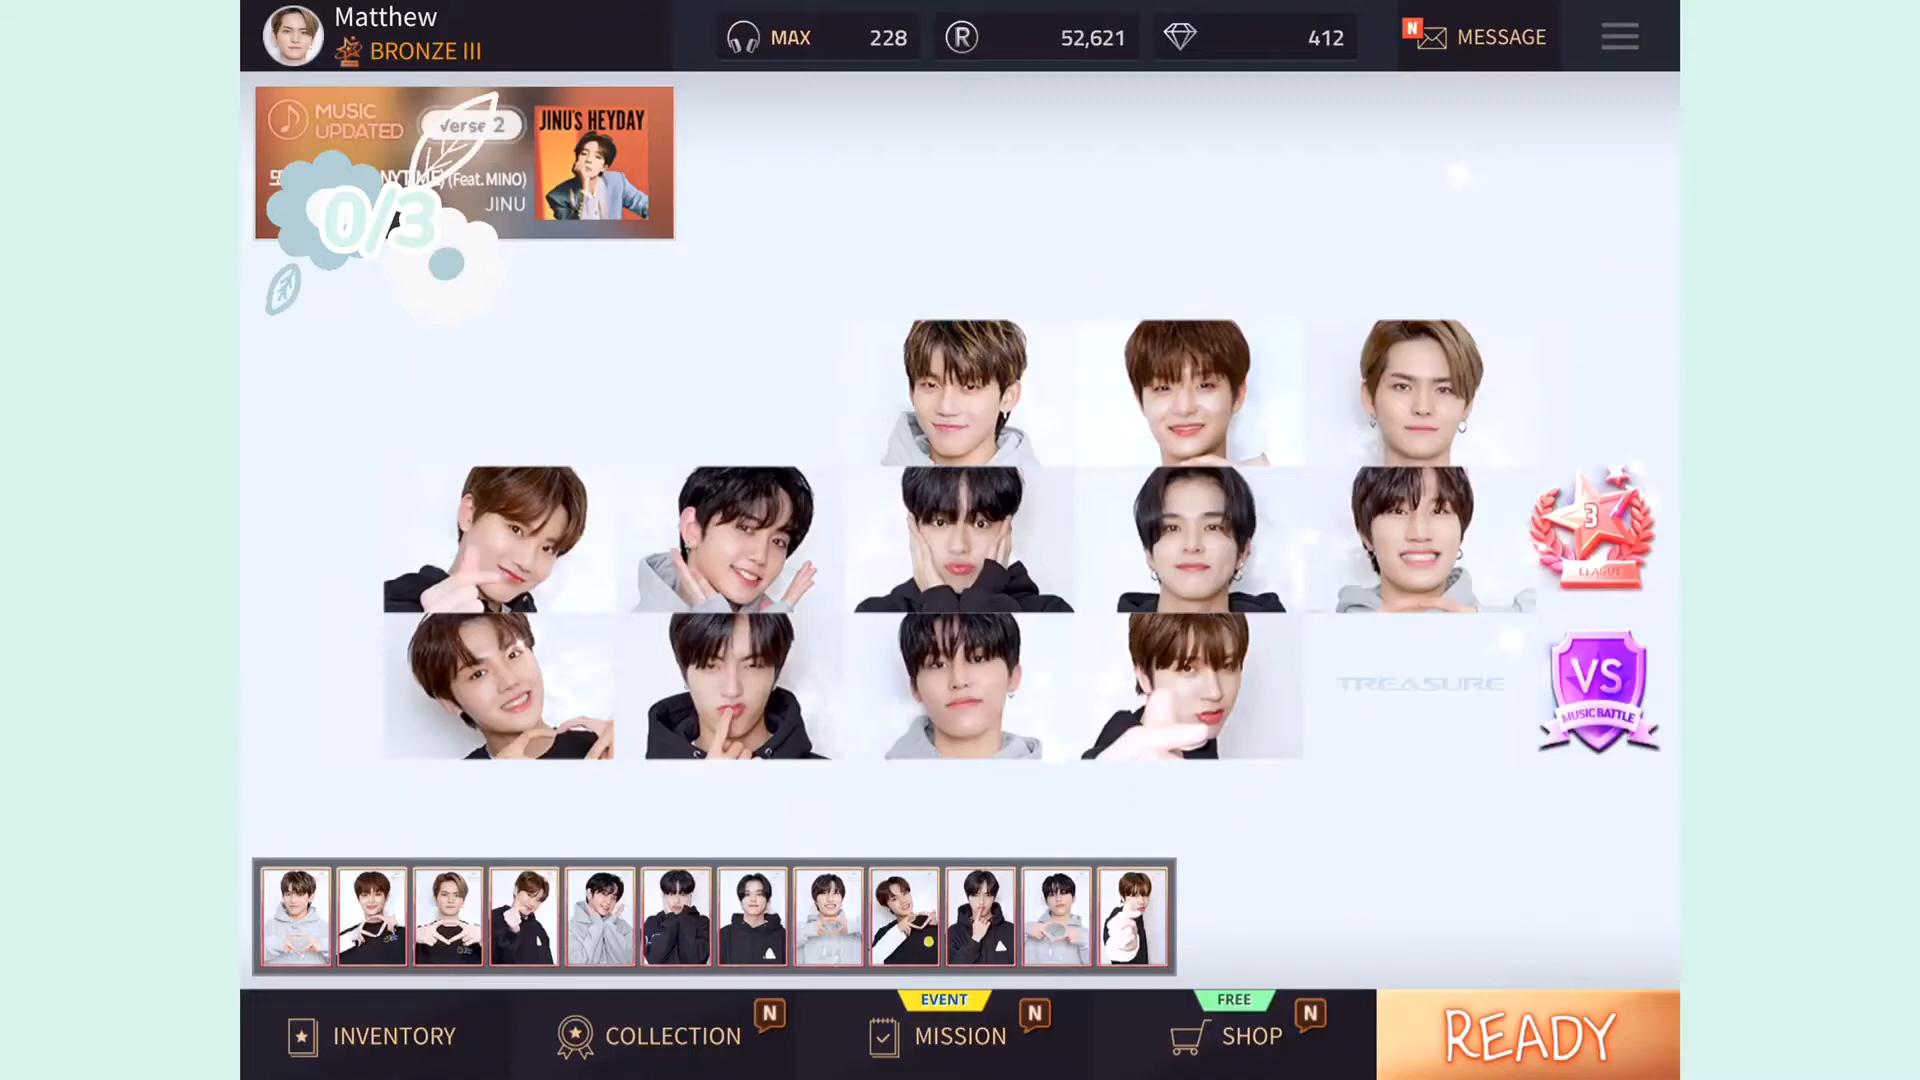 Matthew
BRONZE III
MAX 228
R 52,621
412
N MESSAGE
MUSIC
UPDATED
Verse 2
JINU'S HEYDAY
(Feat. MINO)
JINU
0/3
3
LEAGUE
TREASURE
VS
MUSIC BATTLE
INVENTORY
COLLECTION N
EVENT
MISSION N
FREE
SHOP N
READY